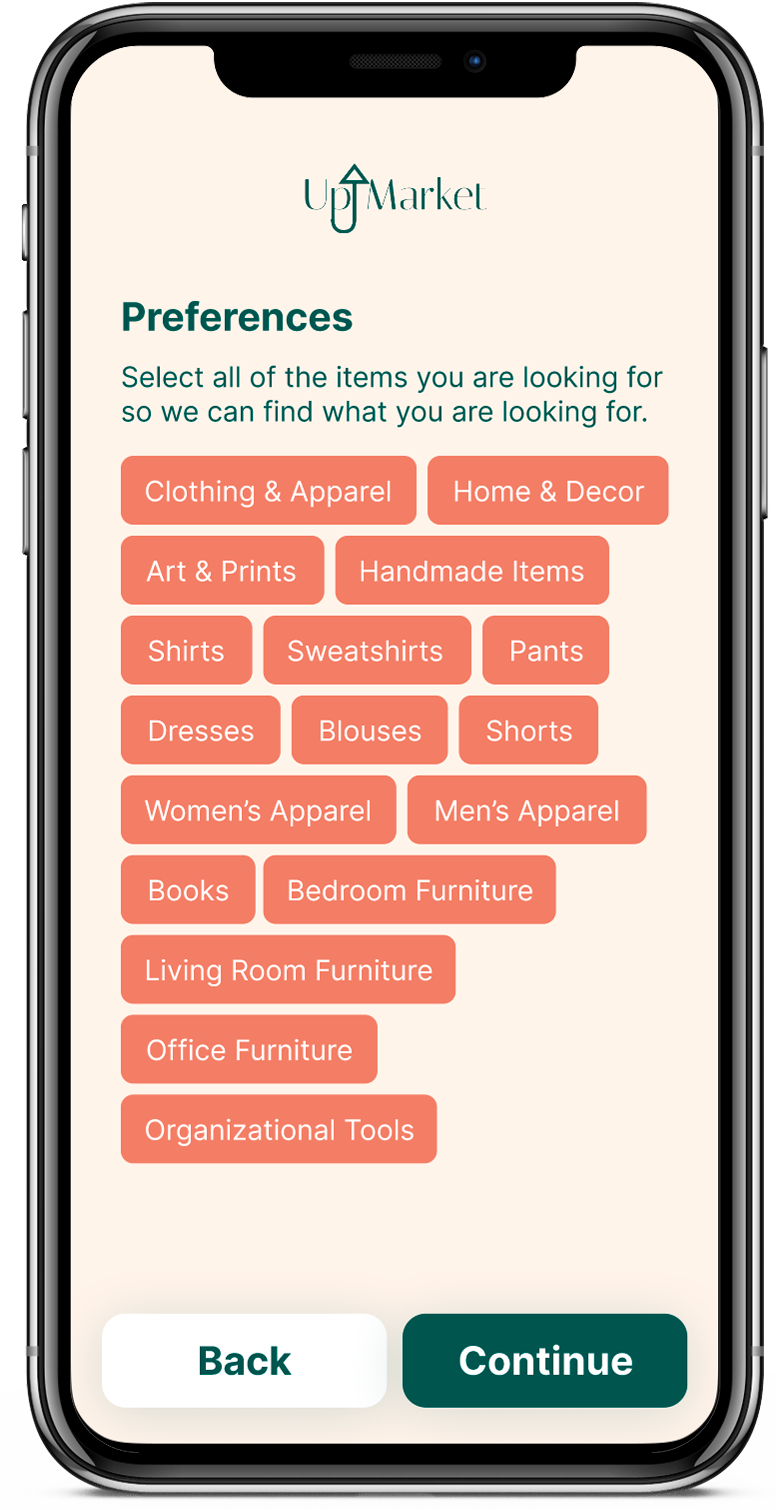 Up Market
Preferences
Select all of the items you are looking for
so we can find what you are looking for.
Clothing & Apparel Home & Decor
Art & Prints Handmade Items
Shirts Sweatshirts Pants
Dresses Blouses Shorts
Women’s Apparel Men’s Apparel
Books Bedroom Furniture
Living Room Furniture
Office Furniture
Organizational Tools
Back Continue